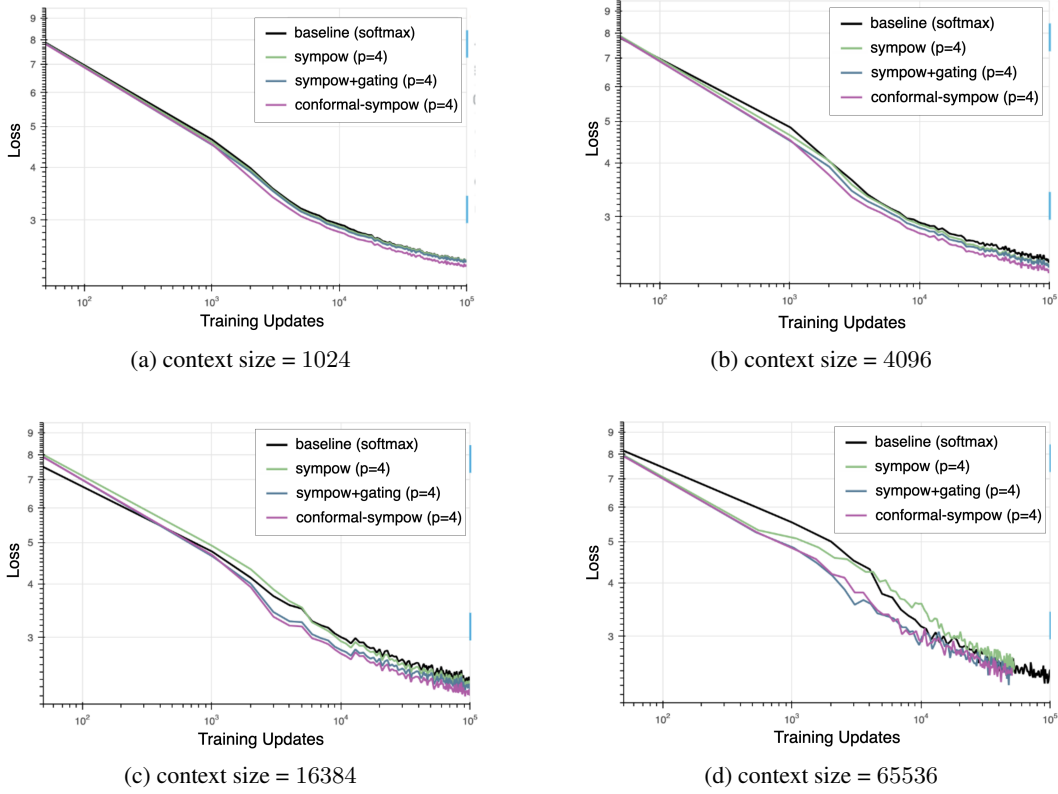 9
8
7
6
5
4
3
Loss
baseline (softmax)
sympow (p=4)
sympow+gating (p=4)
conformal-sympow (p=4)
10²
10³
10⁴
10⁵
Training Updates
(a) context size = 1024
9
8
7
6
5
4
3
Loss
baseline (softmax)
sympow (p=4)
sympow+gating (p=4)
conformal-sympow (p=4)
10²
10³
10⁴
10⁵
Training Updates
(b) context size = 4096
9
8
7
6
5
4
3
Loss
baseline (softmax)
sympow (p=4)
sympow+gating (p=4)
conformal-sympow (p=4)
10²
10³
10⁴
10⁵
Training Updates
(c) context size = 16384
9
8
7
6
5
4
3
Loss
baseline (softmax)
sympow (p=4)
sympow+gating (p=4)
conformal-sympow (p=4)
10²
10³
10⁴
10⁵
Training Updates
(d) context size = 65536